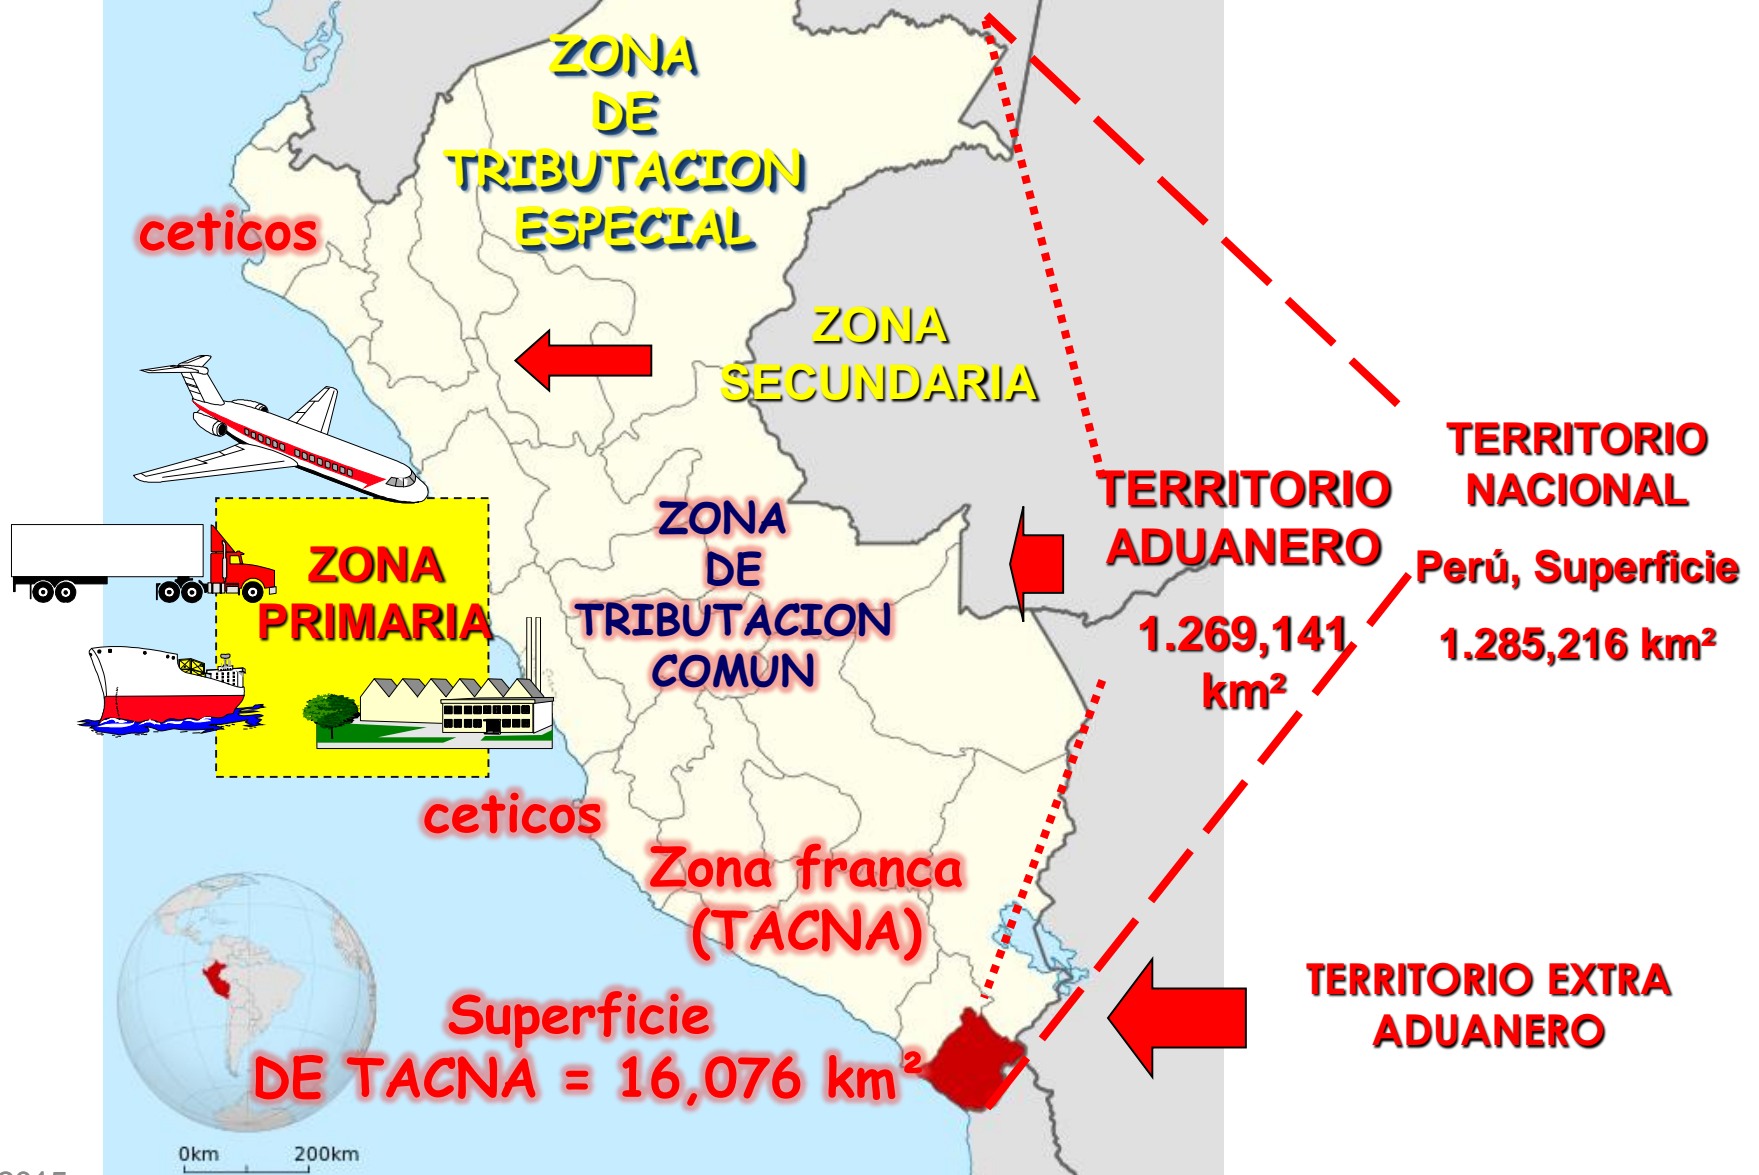 ZONA
DE
TRIBUTACION
ESPECIAL
ceticos
ZONA
SECUNDARIA
TERRITORIO
NACIONAL
Perú, Superficie
1.285,216 km²
TERRITORIO
ADUANERO
1.269,141
km²
ZONA
DE
TRIBUTACION
COMUN
ZONA
PRIMARIA
ceticos
Zona franca
(TACNA)
Superficie
DE TACNA = 16,076 km²
TERRITORIO EXTRA
ADUANERO
0km 200km